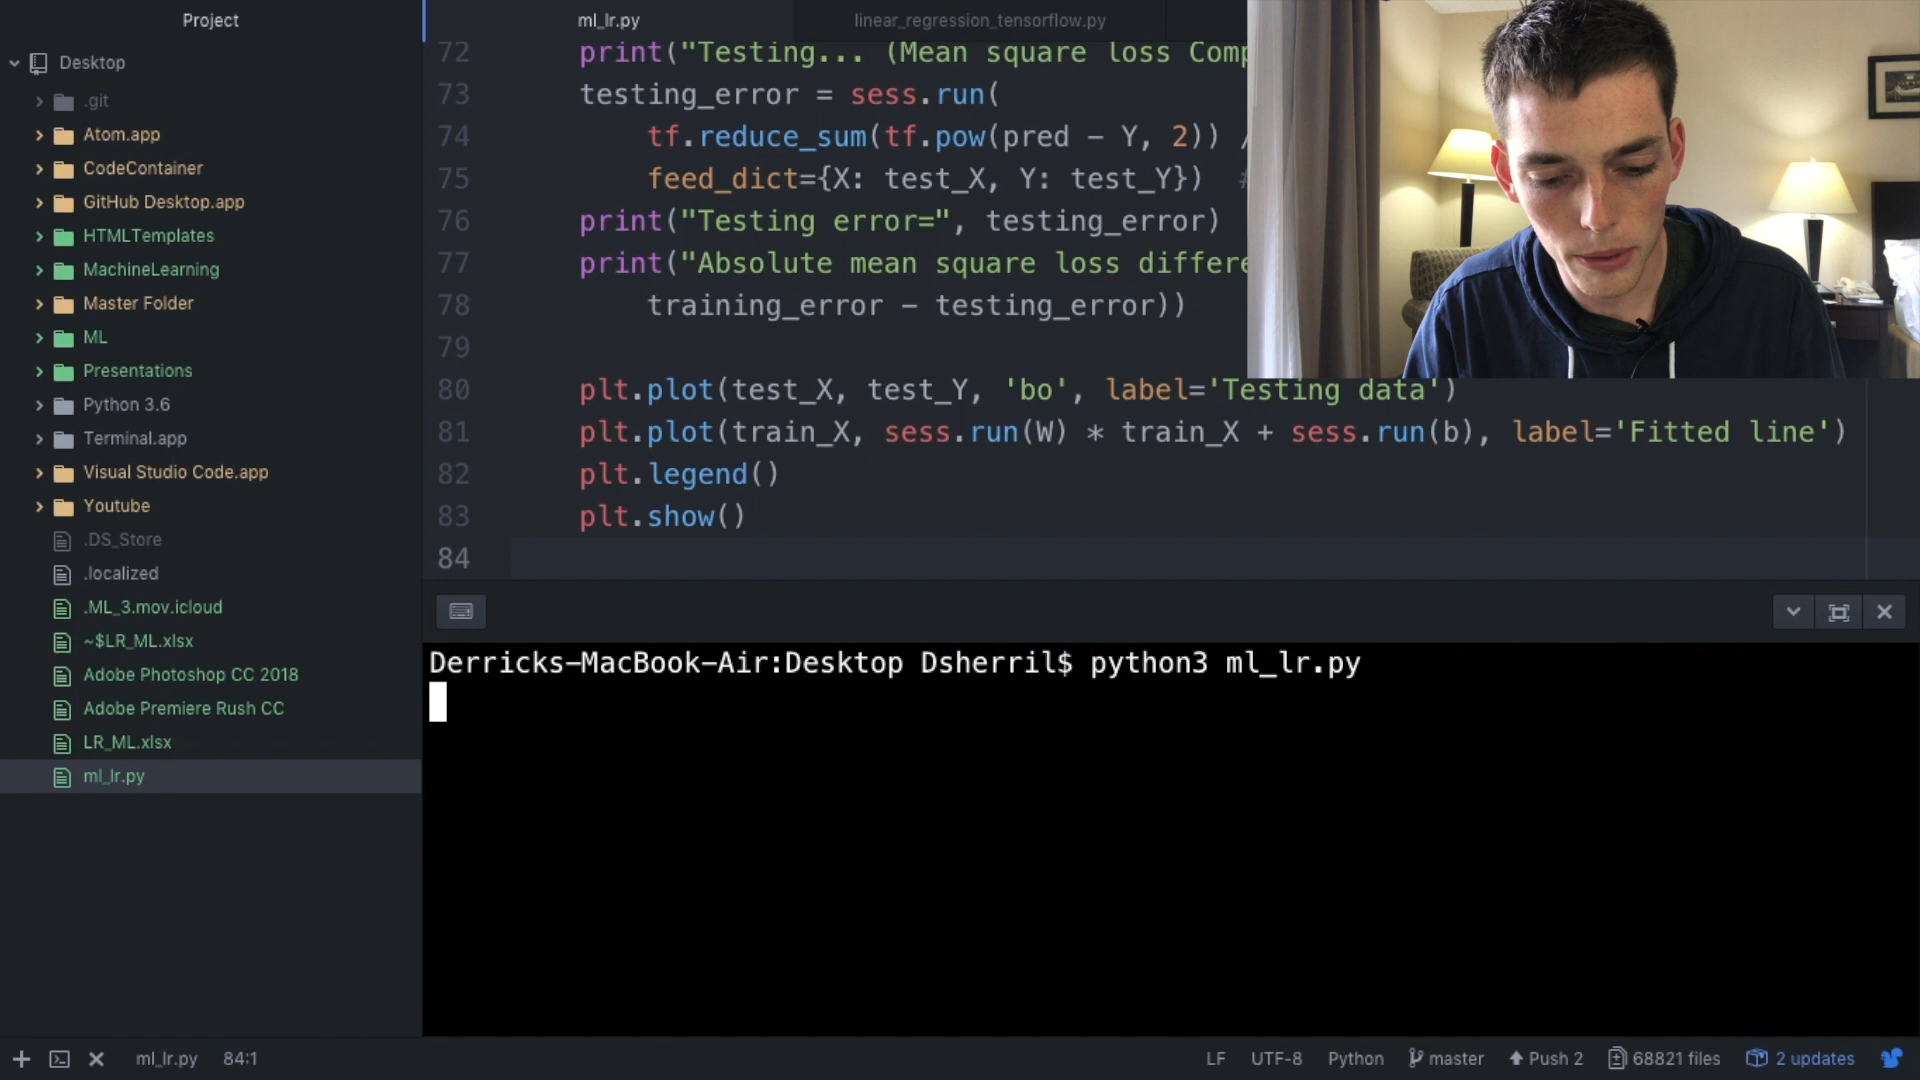 Project
Desktop
.git
Atom.app
CodeContainer
GitHub Desktop.app
HTMLTemplates
MachineLearning
Master Folder
ML
Presentations
Python 3.6
Terminal.app
Visual Studio Code.app
Youtube
.DS_Store
.localized
.ML_3.mov.icloud
~$LR_ML.xlsx
Adobe Photoshop CC 2018
Adobe Premiere Rush CC
LR_ML.xlsx
ml_lr.py
ml_lr.py linear_regression_tensorflow.py
72 print("Testing... (Mean square loss Comp
73 testing_error = sess.run(
74 tf.reduce_sum(tf.pow(pred - Y, 2)) /
75 feed_dict={X: test_X, Y: test_Y}) #
76 print("Testing error=", testing_error)
77 print("Absolute mean square loss differe
78 training_error - testing_error))
79
80 plt.plot(test_X, test_Y, 'bo', label='Testing data')
81 plt.plot(train_X, sess.run(W) * train_X + sess.run(b), label='Fitted line')
82 plt.legend()
83 plt.show()
84
Derricks-MacBook-Air:Desktop Dsherril$ python3 ml_lr.py
ml_lr.py 84:1 LF UTF-8 Python master Push 2 68821 files 2 updates